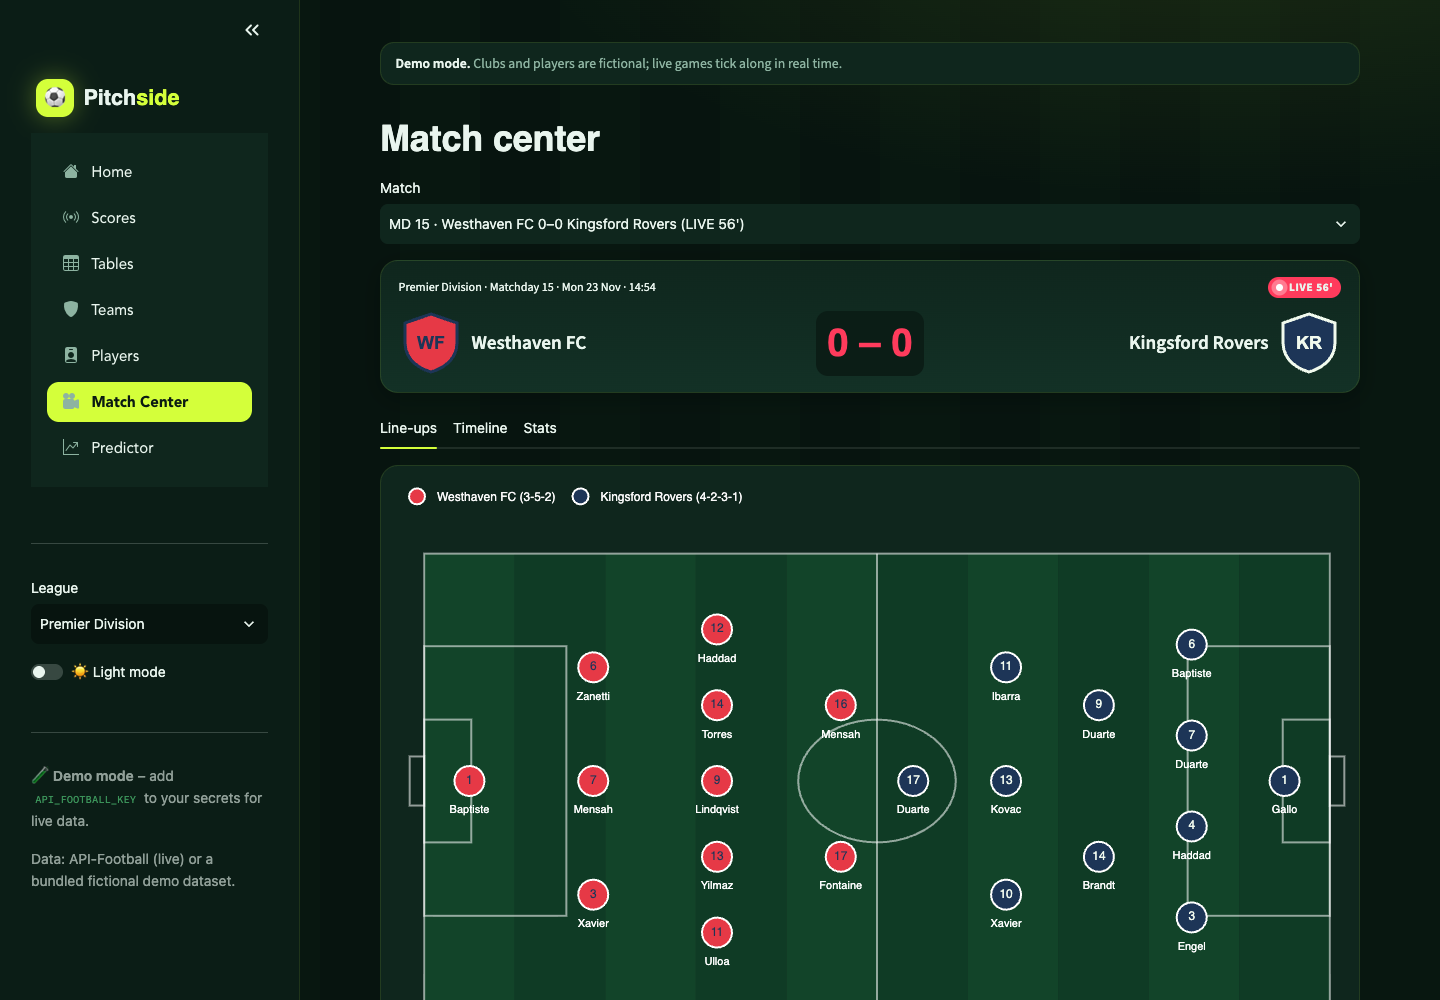 Pitchside
Home
Scores
Tables
Teams
Players
Match Center
Predictor
League
Premier Division
Light mode
Demo mode – add
API_FOOTBALL_KEY to your secrets for
live data.
Data: API-Football (live) or a
bundled fictional demo dataset.
Demo mode. Clubs and players are fictional; live games tick along in real time.
Match center
Match
MD 15 · Westhaven FC 0–0 Kingsford Rovers (LIVE 56')
Premier Division · Matchday 15 · Mon 23 Nov · 14:54
LIVE 56'
WF Westhaven FC
0 – 0
Kingsford Rovers KR
Line-ups Timeline Stats
Westhaven FC (3-5-2) Kingsford Rovers (4-2-3-1)
12
Haddad
6
Zanetti
11
Ibarra
6
Baptiste
14
Torres
16
Mensah
9
Duarte
7
Duarte
1
Baptiste
7
Mensah
9
Lindqvist
17
Duarte
13
Kovac
1
Gallo
13
Yilmaz
17
Fontaine
14
Brandt
4
Haddad
3
Xavier
10
Xavier
11
Ulloa
3
Engel